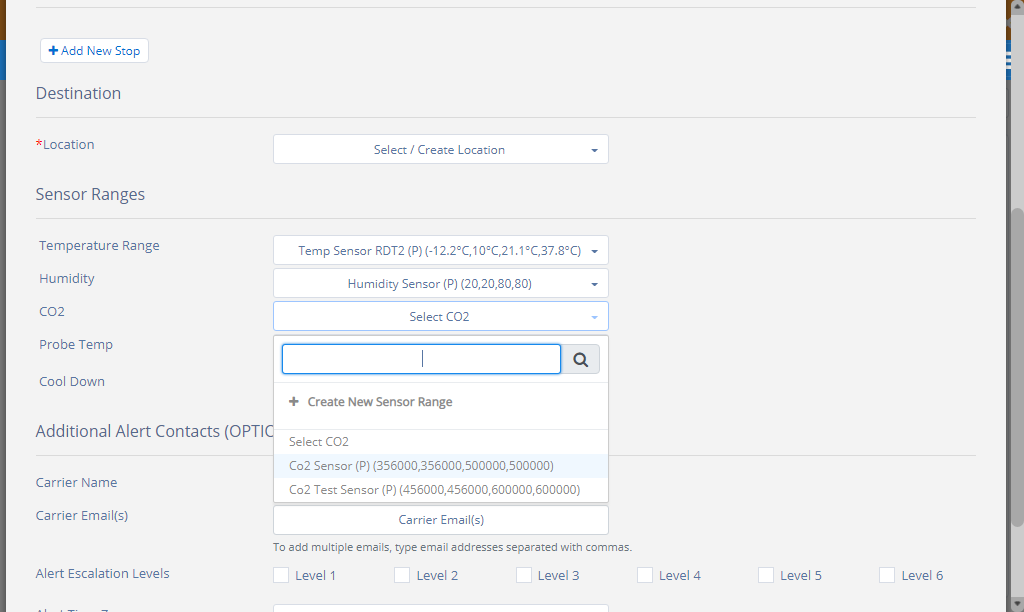 Add New Stop
Destination
*Location
Select / Create Location
Sensor Ranges
Temperature Range
Temp Sensor RDT2 (P) (-12.2°C,10°C,21.1°C,37.8°C)
Humidity
Humidity Sensor (P) (20,20,80,80)
CO2
Select CO2
Probe Temp
Cool Down
Create New Sensor Range
Additional Alert Contacts (OPTIO
Select CO2
Co2 Sensor (P) (356000,356000,500000,500000)
Carrier Name
Co2 Test Sensor (P) (456000,456000,600000,600000)
Carrier Email(s)
Carrier Email(s)
To add multiple emails, type email addresses separated with commas.
Alert Escalation Levels
Level 1
Level 2
Level 3
Level 4
Level 5
Level 6